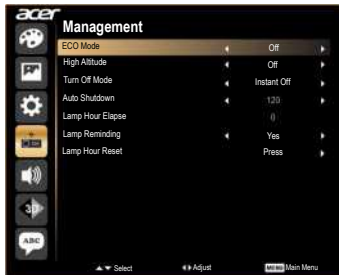 acer
Management
ECO Mode Off
High Altitude Off
Turn Off Mode Instant Off
Auto Shutdown 120
Lamp Hour Elapse 0
Lamp Reminding Yes
Lamp Hour Reset Press
3D
ABC
Select Adjust MENU Main Menu